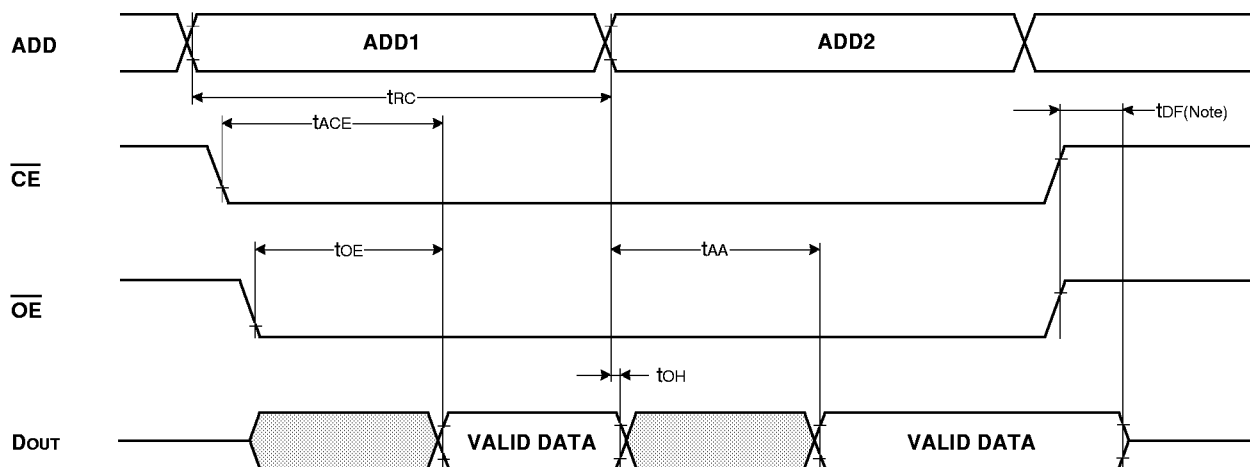 ADD ADD1 ADD2
tRC
tACE tDF(Note)
CE
tOE tAA
OE
tOH
DOUT VALID DATA VALID DATA